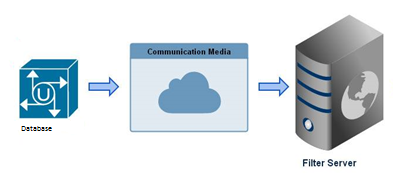 Communication Media
U
Database
Filter Server